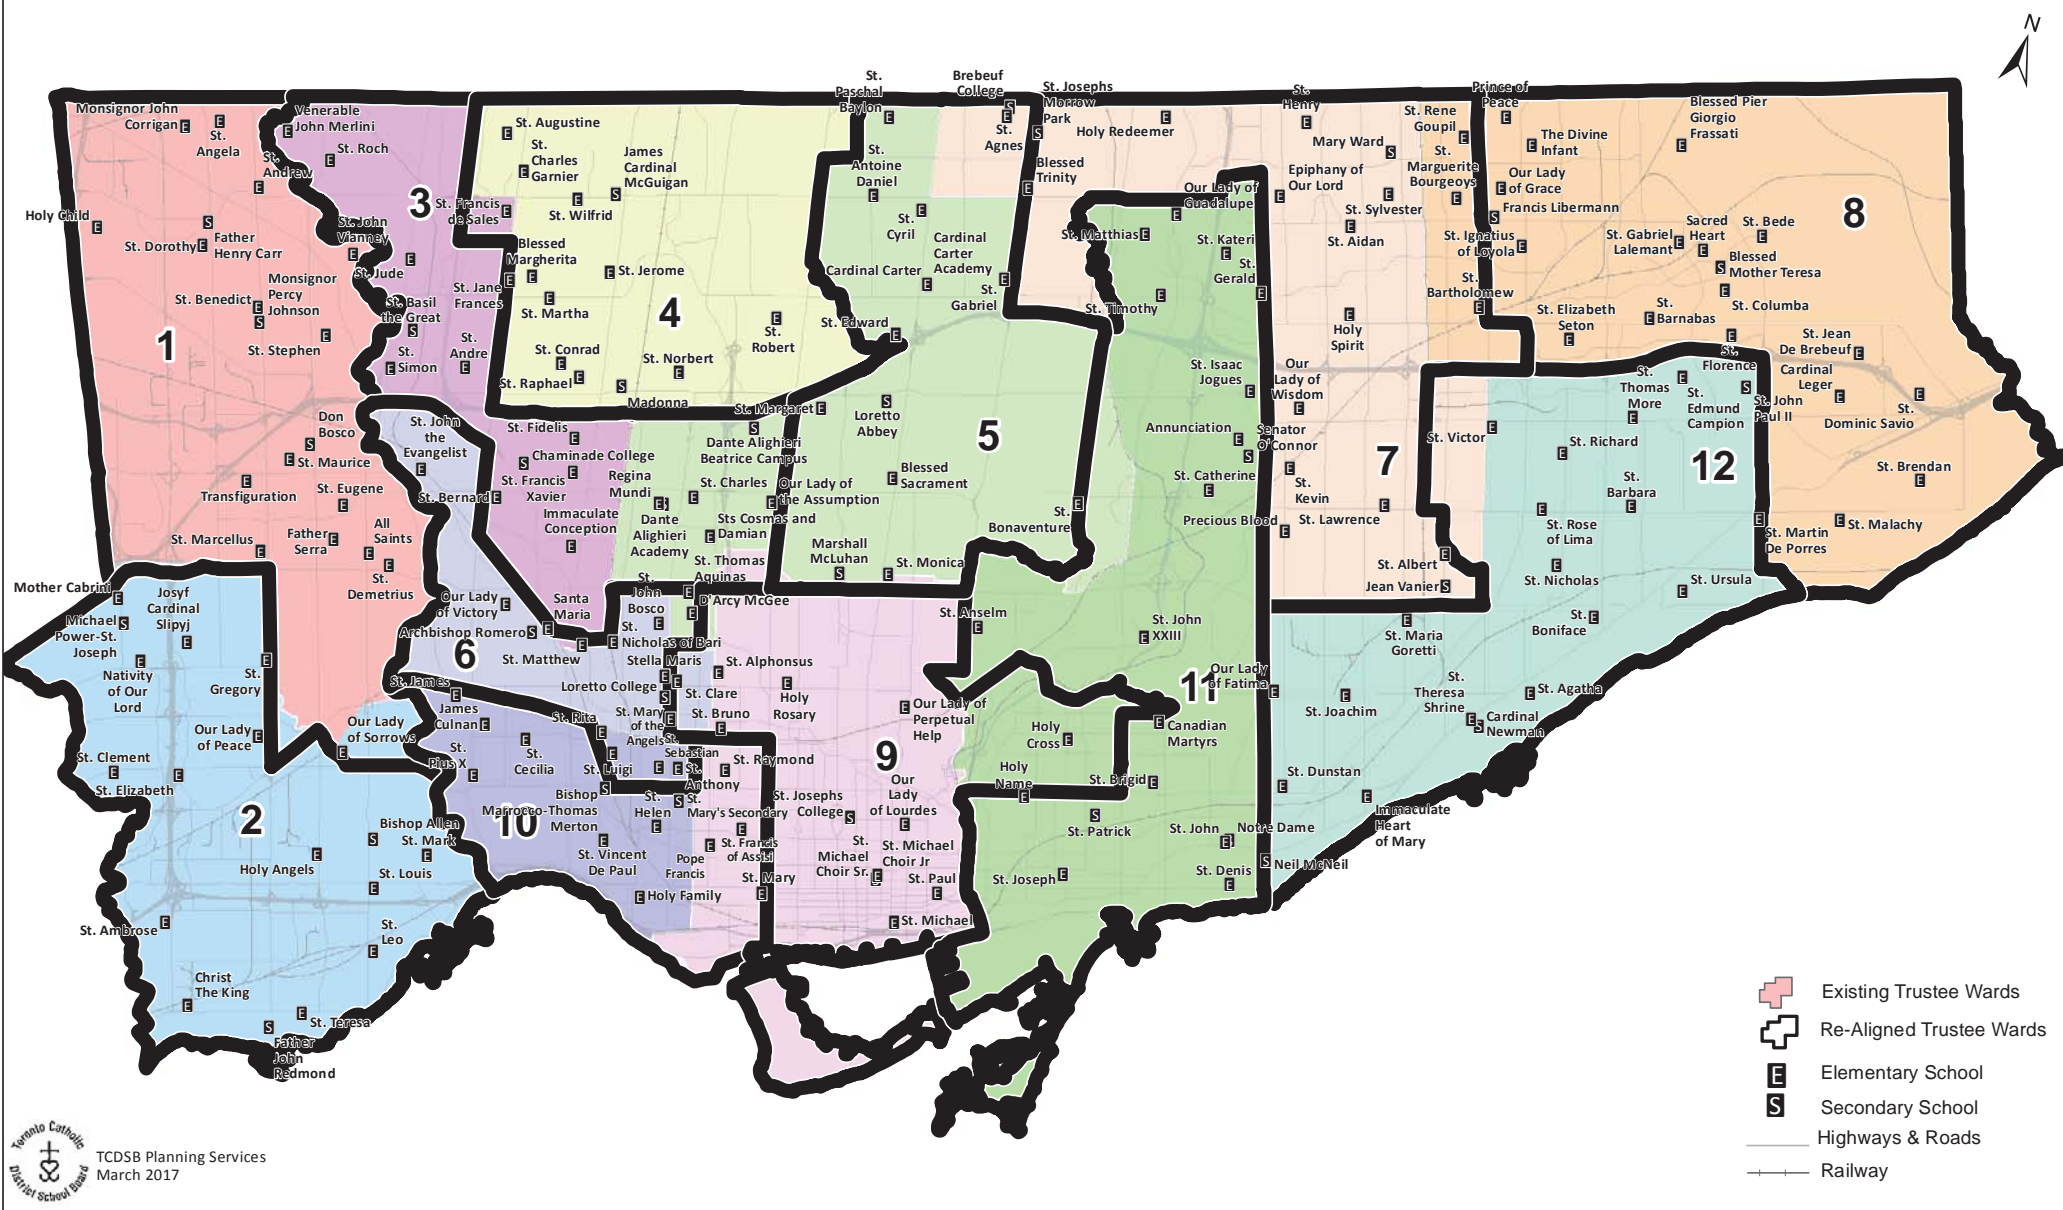 N
St.
Paschal
Baylon
Brebeuf
College
St. Josephs
Morrow
Park
St.
Henry
Prince of
Peace
Monsignor John
Corrigan
St.
Angela
Venerable
John Merlini
St. Roch
St.
Andrew
St. Augustine
St.
Charles
Garnier
James
Cardinal
McGuigan
St. Wilfrid
St.
Antoine
Daniel
St.
Agnes
Holy Redeemer
Blessed
Trinity
Mary Ward
St. Rene
Goupil
St.
Marguerite
Bourgeoys
The Divine
Infant
Blessed Pier
Giorgio
Frassati
Our Lady
of Grace
Francis Libermann
Epiphany of
Our Lord
Our Lady of
Guadalupe
St. Sylvester
St. Aidan
St. Ignatius
of Loyola
St. Gabriel
Lalemant
Sacred
Heart
St. Bede
8
Blessed
Mother Teresa
St. Columba
Holy Child
St. Dorothy
Father
Henry Carr
St. John
Vianney
3
St. Francis
de Sales
St. Jude
Blessed
Margherita
St. Jerome
St.
Cyril
Cardinal
Carter
Academy
Cardinal Carter
St.
Gabriel
St. Matthias
St. Kateri
St.
Gerald
St. Timothy
St.
Bartholomew
St. Elizabeth
Seton
St.
Barnabas
St. Jean
De Brebeuf
Monsignor
Percy
Johnson
St. Benedict
St. Stephen
1
St. Basil
the Great
St. Jane
Frances
St. Martha
4
St.
Robert
St. Edward
Holy
Spirit
St.
Simon
St.
Andre
St. Conrad
St. Raphael
St. Norbert
Madonna
St. Margaret
Loretto
Abbey
5
St. Isaac
Jogues
Our
Lady of
Wisdom
St.
Florence
St.
Thomas
More
St.
Edmund
Campion
St. John
Paul II
Cardinal
Leger
St.
Dominic Savio
Don
Bosco
St. Maurice
Transfiguration
St. Eugene
St. John
the
Evangelist
St. Bernard
St. Fidelis
Chaminade College
St. Francis
Xavier
Immaculate
Conception
Regina
Mundi
Dante
Alighieri
Academy
Dante Alighieri
Beatrice Campus
St. Charles
Our Lady of
the Assumption
Sts Cosmas and
Damian
Blessed
Sacrament
St.
Bonaventure
Annunciation
Senator
O'Connor
St. Catherine
Precious Blood
St.
Kevin
St. Lawrence
7
St. Victor
St. Richard
12
St.
Barbara
St. Rose
of Lima
St. Nicholas
St. Brendan
St. Malachy
St. Martin
De Porres
St. Marcellus
Father
Serra
All
Saints
St.
Demetrius
Marshall
McLuhan
St. Monica
St. Thomas
Aquinas
D'Arcy McGee
St. Albert
Jean Vanier
St. Ursula
Mother Cabrini
Josyf
Cardinal
Slipyj
Michael
Power-St.
Joseph
Nativity
of Our
Lord
St.
Gregory
Our Lady
of Victory
Archbishop Romero
6
Santa
Maria
St.
John
Bosco
St.
Nicholas of Bari
St. Matthew
Stella Maris
Loretto College
St. Alphonsus
St. Clare
Holy
Rosary
St. Anselm
St. John
XXIII
St. Maria
Goretti
St.
Boniface
Our Lady
of Peace
Our Lady
of Sorrows
St. James
James
Culnan
St.
Pius X
St.
Cecilia
St. Rita
St. Luigi
St. Mary
of the
Angels
St.
Sebastian
St. Bruno
St.
Anthony
St. Raymond
Our Lady of
Perpetual
Help
9
11
Our Lady
of Fatima
Canadian
Martyrs
Holy
Cross
St. Joachim
St.
Theresa
Shrine
Cardinal
Newman
St. Agatha
St. Clement
St. Elizabeth
2
Bishop Allen
St. Mark
Holy Angels
St. Louis
Bishop
Marrocco-Thomas
Merton
10
St.
Helen
St.
Mary's Secondary
St. Vincent
De Paul
Pope
Francis
St. Francis
of Assisi
Holy Family
St. Mary
St. Josephs
College
Our
Lady
of Lourdes
St.
Michael
Choir Sr.
St. Michael
Choir Jr
St. Paul
St. Michael
Holy
Name
St. Brigid
St. Patrick
St. John
Notre Dame
St. Joseph
St. Denis
Neil McNeil
St. Dunstan
Immaculate
Heart
of Mary
St. Ambrose
St.
Leo
Christ
The King
St. Teresa
Father
John
Redmond
Existing Trustee Wards
Re-Aligned Trustee Wards
E Elementary School
S Secondary School
Highways & Roads
Railway
Toronto Catholic
District School Board
TCDSB Planning Services
March 2017